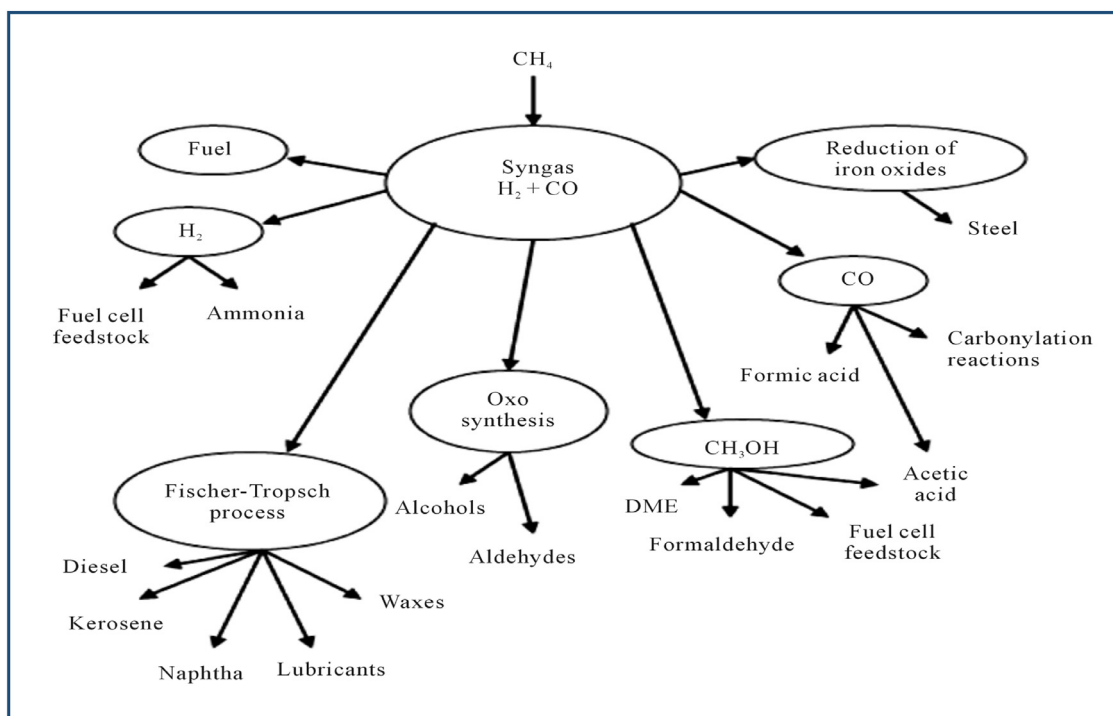 CH₄
Fuel
Syngas
H₂ + CO
Reduction of
iron oxides
H₂
Steel
CO
Fuel cell
feedstock
Ammonia
Carbonylation
reactions
Formic acid
Oxo
synthesis
CH₃OH
Acetic
acid
Fischer-Tropsch
process
Alcohols
DME
Fuel cell
feedstock
Formaldehyde
Aldehydes
Diesel
Waxes
Kerosene
Naphtha
Lubricants